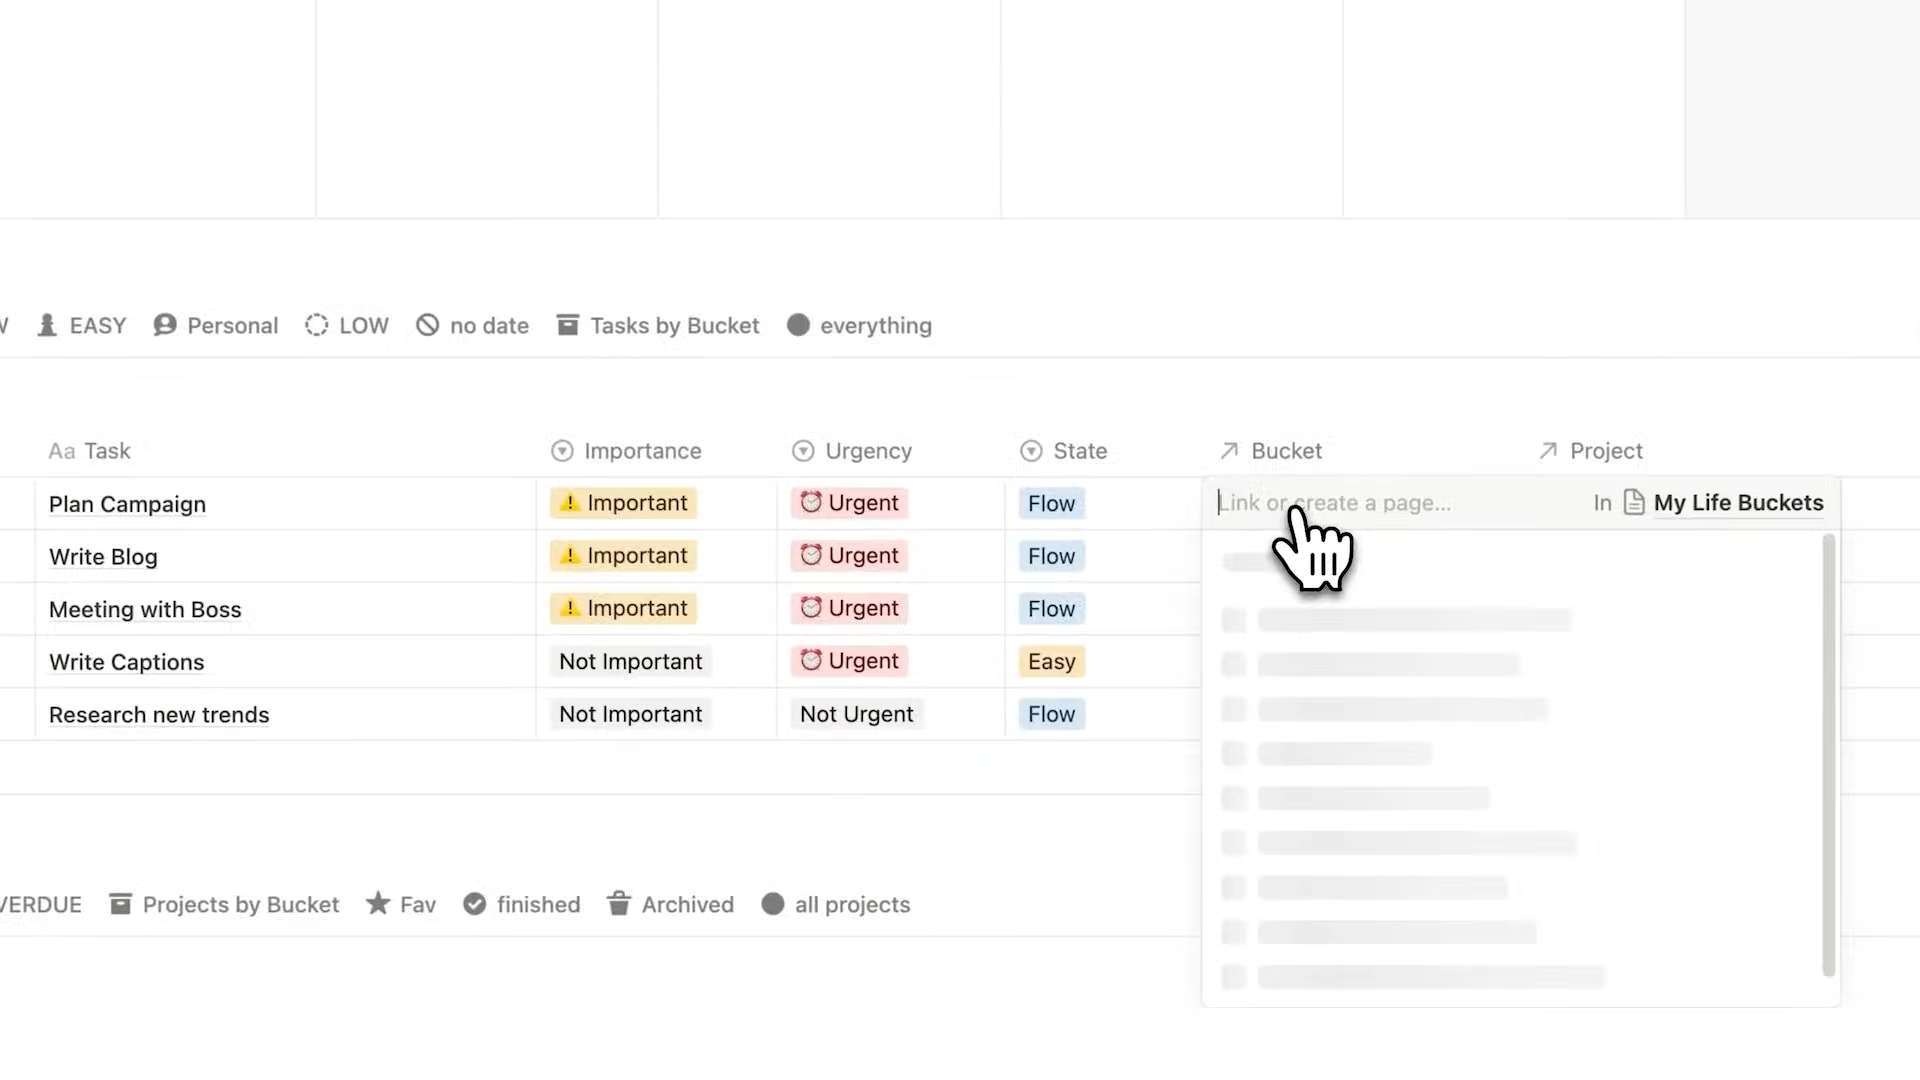 EASY Personal LOW no date Tasks by Bucket everything
Aa Task Importance Urgency State Bucket Project
Plan Campaign Important Urgent Flow Link or create a page... In My Life Buckets
Write Blog Important Urgent Flow
Meeting with Boss Important Urgent Flow
Write Captions Not Important Urgent Easy
Research new trends Not Important Not Urgent Flow
VERDUE Projects by Bucket Fav finished Archived all projects